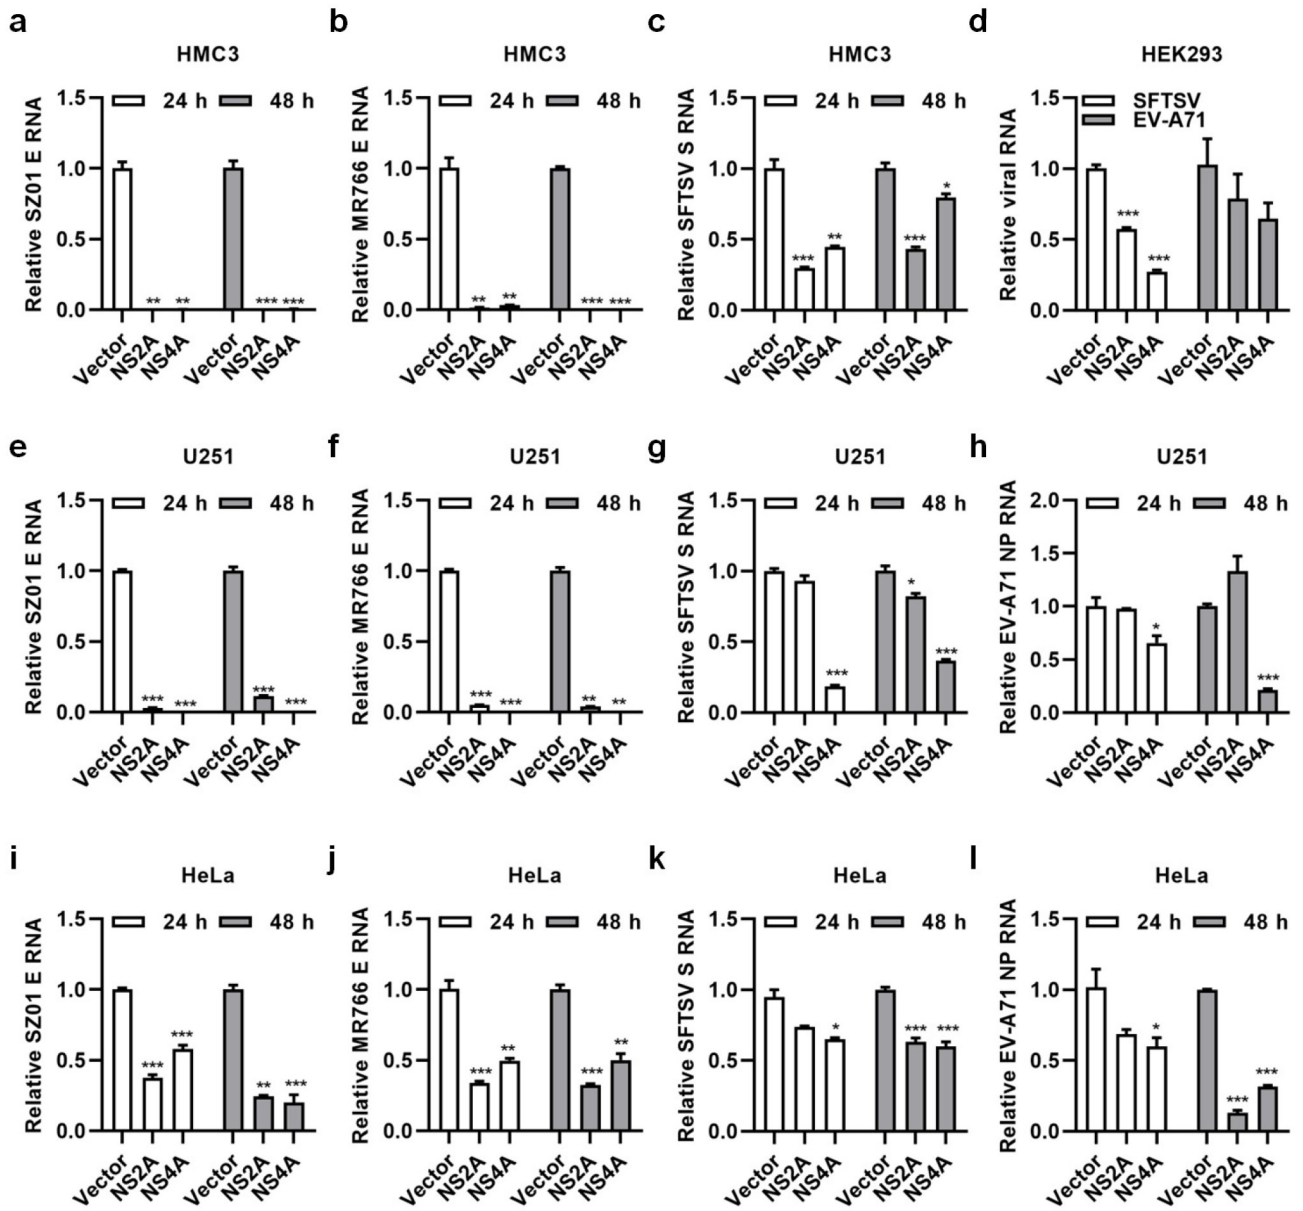 a
HMC3
Relative SZ01 E RNA
24 h 48 h
1.5
1.0
0.5
0.0
** ** *** ***
Vector NS2A NS4A Vector NS2A NS4A
b
HMC3
Relative MR766 E RNA
24 h 48 h
1.5
1.0
0.5
0.0
** ** *** ***
Vector NS2A NS4A Vector NS2A NS4A
c
HMC3
Relative SFTSV S RNA
24 h 48 h
1.5
1.0
0.5
0.0
*** ** *** *
Vector NS2A NS4A Vector NS2A NS4A
d
HEK293
Relative viral RNA
SFTSV
EV-A71
1.5
1.0
0.5
0.0
*** ***
Vector NS2A NS4A Vector NS2A NS4A
e
U251
Relative SZ01 E RNA
24 h 48 h
1.5
1.0
0.5
0.0
*** *** *** ***
Vector NS2A NS4A Vector NS2A NS4A
f
U251
Relative MR766 E RNA
24 h 48 h
1.5
1.0
0.5
0.0
*** *** ** **
Vector NS2A NS4A Vector NS2A NS4A
g
U251
Relative SFTSV S RNA
24 h 48 h
1.5
1.0
0.5
0.0
*** * ***
Vector NS2A NS4A Vector NS2A NS4A
h
U251
Relative EV-A71 NP RNA
24 h 48 h
2.0
1.5
1.0
0.5
0.0
* ***
Vector NS2A NS4A Vector NS2A NS4A
i
HeLa
Relative SZ01 E RNA
24 h 48 h
1.5
1.0
0.5
0.0
*** *** ** ***
Vector NS2A NS4A Vector NS2A NS4A
j
HeLa
Relative MR766 E RNA
24 h 48 h
1.5
1.0
0.5
0.0
*** ** *** **
Vector NS2A NS4A Vector NS2A NS4A
k
HeLa
Relative SFTSV S RNA
24 h 48 h
1.5
1.0
0.5
0.0
* *** ***
Vector NS2A NS4A Vector NS2A NS4A
l
HeLa
Relative EV-A71 NP RNA
24 h 48 h
1.5
1.0
0.5
0.0
* *** ***
Vector NS2A NS4A Vector NS2A NS4A